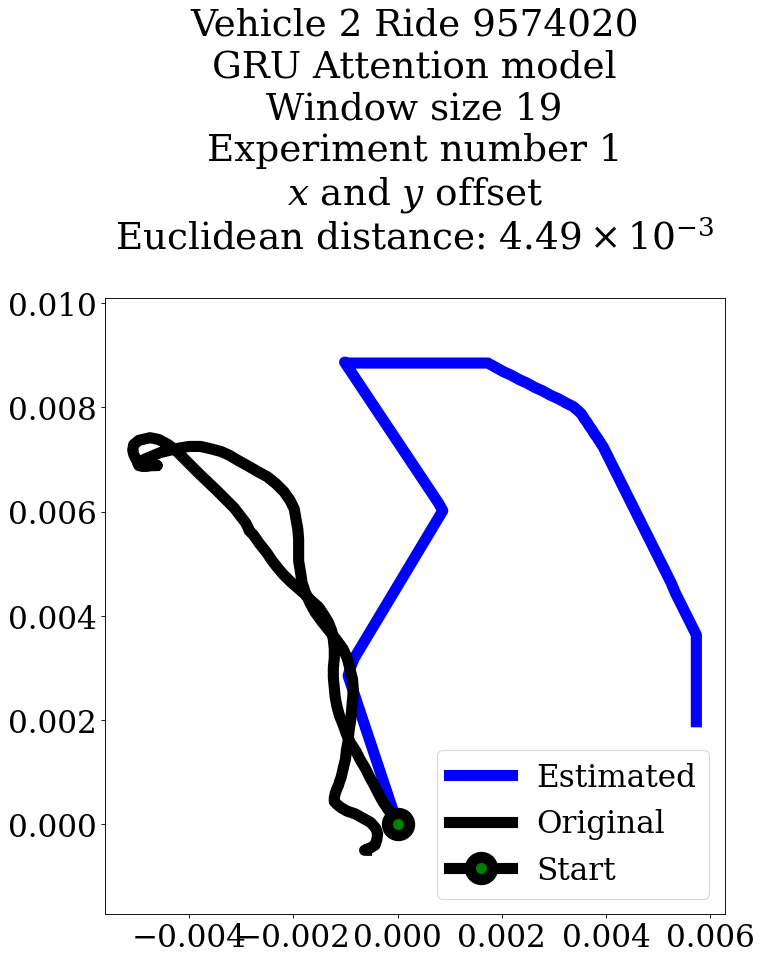 Vehicle 2 Ride 9574020
GRU Attention model
Window size 19
Experiment number 1
x and y offset
Euclidean distance: 4.49 × 10⁻³
0.010
0.008
0.006
0.004
0.002
0.000
Estimated
Original
Start
−0.004 −0.002 0.000 0.002 0.004 0.006